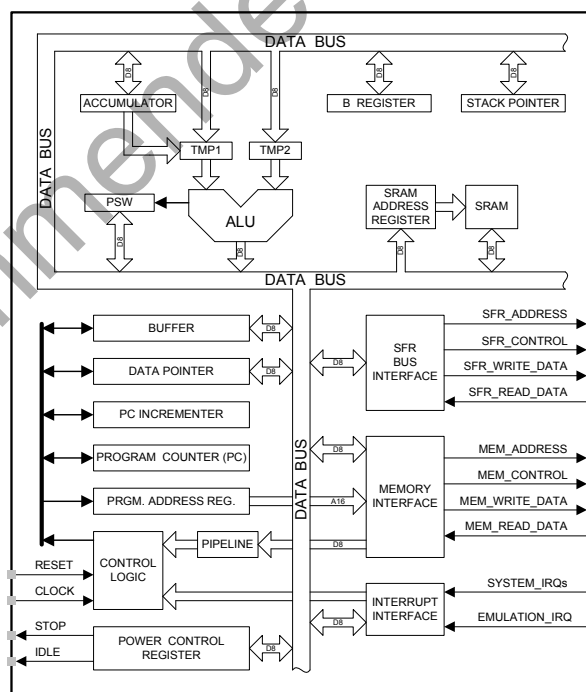 DATA BUS
D8
D8
D8
D8
D8
ACCUMULATOR
B REGISTER
STACK POINTER
DATA BUS
TMP1
TMP2
PSW
ALU
SRAM
ADDRESS
REGISTER
SRAM
D8
D8
D8
D8
DATA BUS
BUFFER
D8
DATA POINTER
D8
PC INCREMENTER
PROGRAM COUNTER (PC)
PRGM. ADDRESS REG.
A16
PIPELINE
D8
CONTROL
LOGIC
RESET
CLOCK
STOP
IDLE
POWER CONTROL
REGISTER
D8
DATA BUS
D8
SFR
BUS
INTERFACE
SFR_ADDRESS
SFR_CONTROL
SFR_WRITE_DATA
SFR_READ_DATA
D8
MEMORY
INTERFACE
MEM_ADDRESS
MEM_CONTROL
MEM_WRITE_DATA
MEM_READ_DATA
INTERRUPT
INTERFACE
SYSTEM_IRQs
EMULATION_IRQ